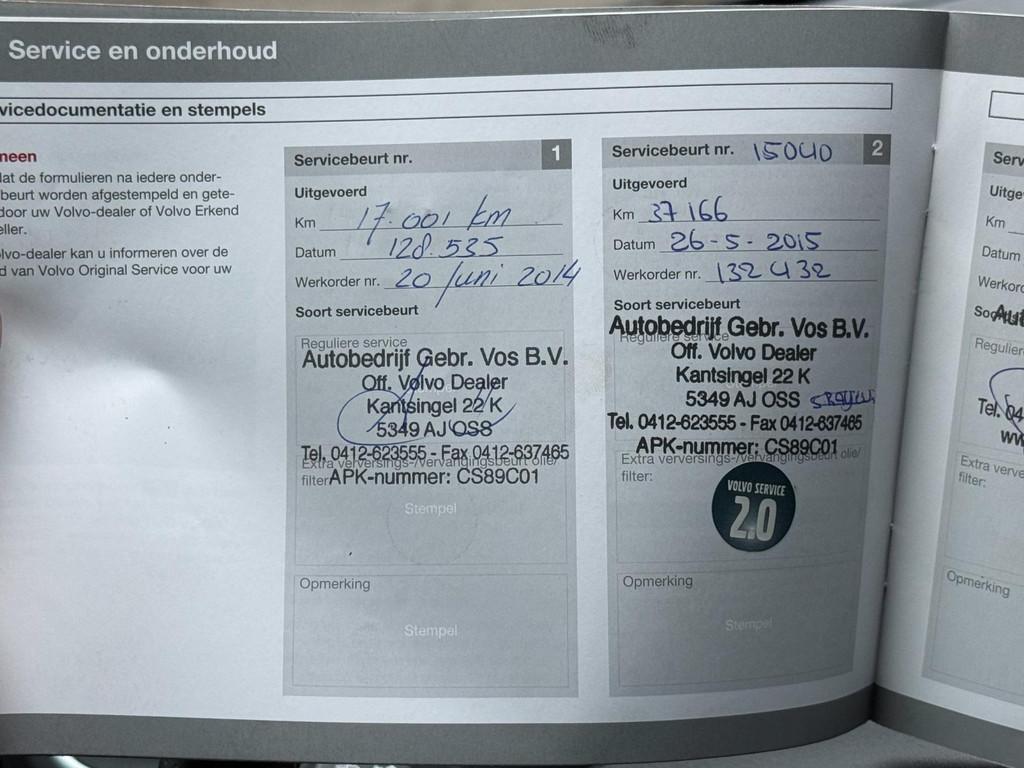 Service en onderhoud
vicedocumentatie en stempels
neen
lat de formulieren na iedere onder-
beurt worden afgestempeld en gete-
door uw Volvo-dealer of Volvo Erkend
eller.
lvo-dealer kan u informeren over de
d van Volvo Original Service voor uw
Servicebeurt nr. 1
Uitgevoerd
Km 17.001 km
Datum 128.535
Werkorder nr. 20 Juni 2014
Soort servicebeurt
Reguliere service
Autobedrijf Gebr. Vos B.V.
Off. Volvo Dealer
Kantsingel 22 K
5349 AJ OSS
Tel. 0412-623555 - Fax 0412-637465
Extra verversings-/vervangingsbeurt olie/
filter:
APK-nummer: CS89C01
Stempel
Opmerking
Stempel
Servicebeurt nr. 15040 2
Uitgevoerd
Km 37166
Datum 26-5-2015
Werkorder nr. 132432
Soort servicebeurt
Autobedrijf Gebr. Vos B.V.
Reguliere service
Off. Volvo Dealer
Kantsingel 22 K
5349 AJ OSS
Tel. 0412-623555 - Fax 0412-637465
APK-nummer: CS89C01
Extra verversings-/vervangingsbeurt olie/
filter:
VOLVO SERVICE
2.0
Opmerking
Stempel
Serv
Uitge
Km
Datum
Werkor
Soo
Aut
Regulier
Tel. 04
ww
Extra verve
filter:
Opmerking